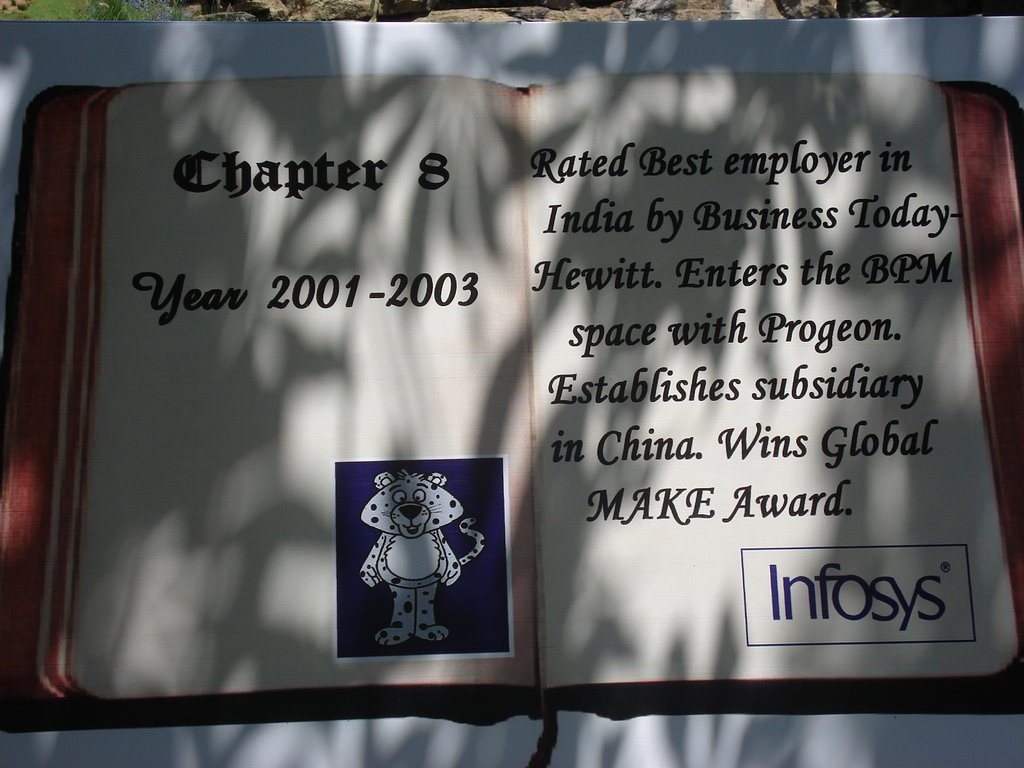 Chapter 8
Year 2001-2003
Rated Best employer in
India by Business Today-
Hewitt. Enters the BPM
space with Progeon.
Establishes subsidiary
in China. Wins Global
MAKE Award.
Infosys®